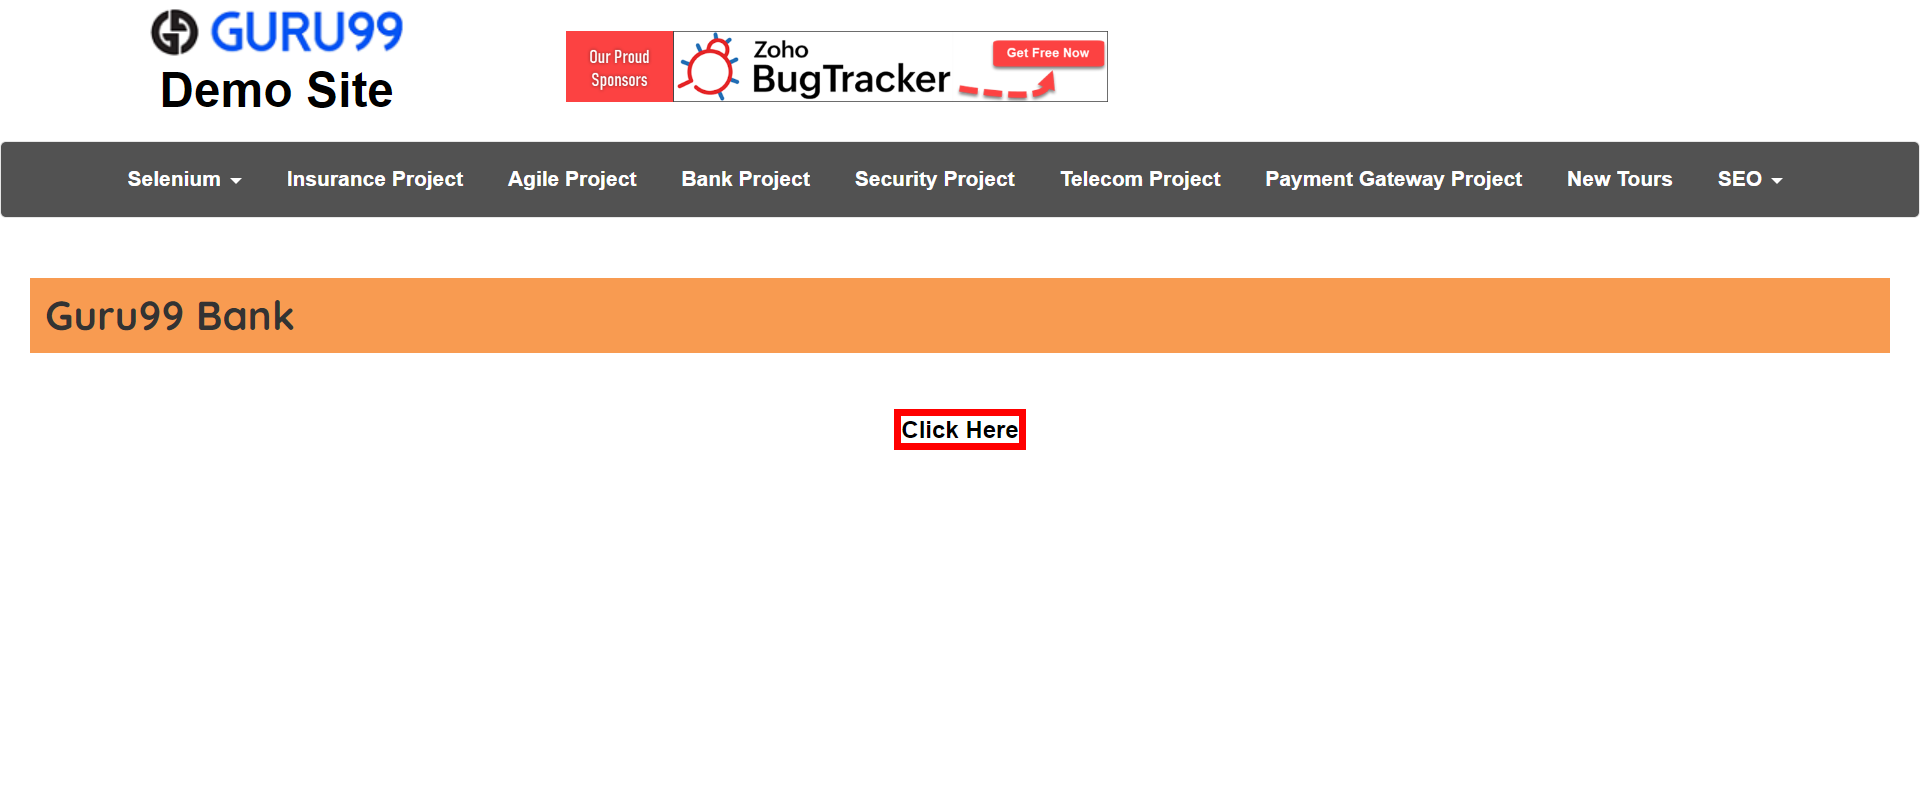 GURU99
Demo Site
Our Proud
Sponsors
Zoho
BugTracker
Get Free Now
Selenium Insurance Project Agile Project Bank Project Security Project Telecom Project Payment Gateway Project New Tours SEO
Guru99 Bank
Click Here